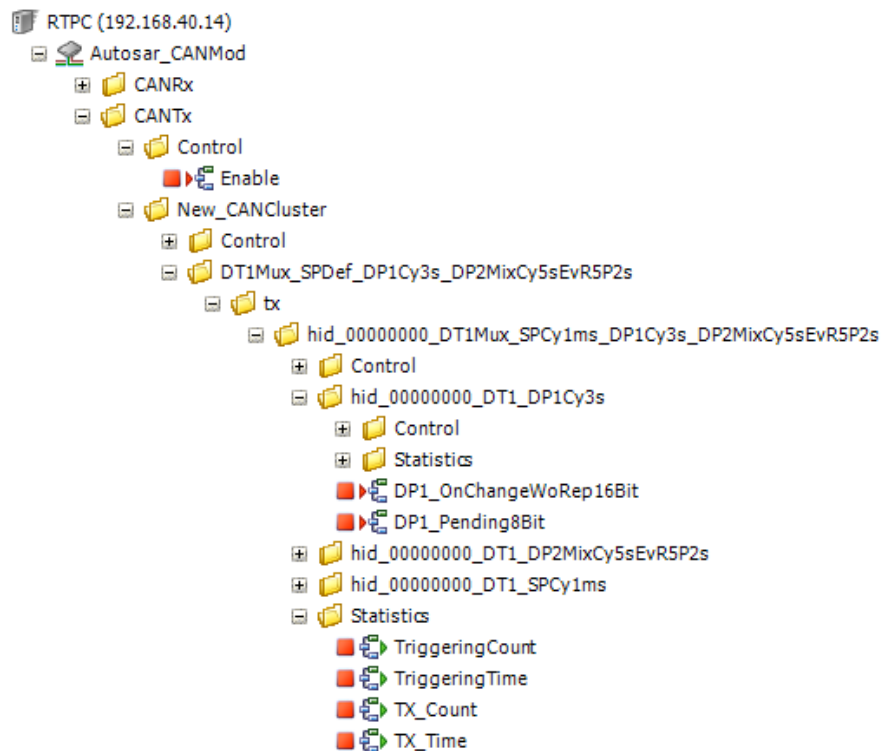 RTPC (192.168.40.14)
Autosar_CANMod
CANRx
CANTx
Control
Enable
New_CANCluster
Control
DT1Mux_SPDef_DP1Cy3s_DP2MixCy5sEvR5P2s
tx
hid_00000000_DT1Mux_SPCy1ms_DP1Cy3s_DP2MixCy5sEvR5P2s
Control
hid_00000000_DT1_DP1Cy3s
Control
Statistics
DP1_OnChangeWoRep16Bit
DP1_Pending8Bit
hid_00000000_DT1_DP2MixCy5sEvR5P2s
hid_00000000_DT1_SPCy1ms
Statistics
TriggeringCount
TriggeringTime
TX_Count
TX_Time